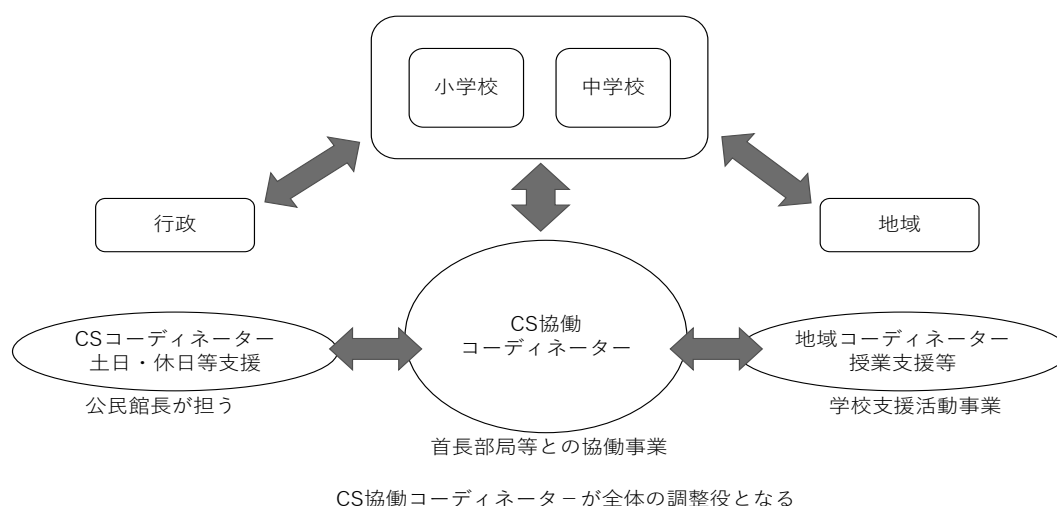 小学校
中学校
行政
地域
CSコーディネーター
土日・休日等支援
CS協働
コーディネーター
地域コーディネーター
授業支援等
公民館長が担う
学校支援活動事業
首長部局等との協働事業
CS協働コーディネータ－が全体の調整役となる